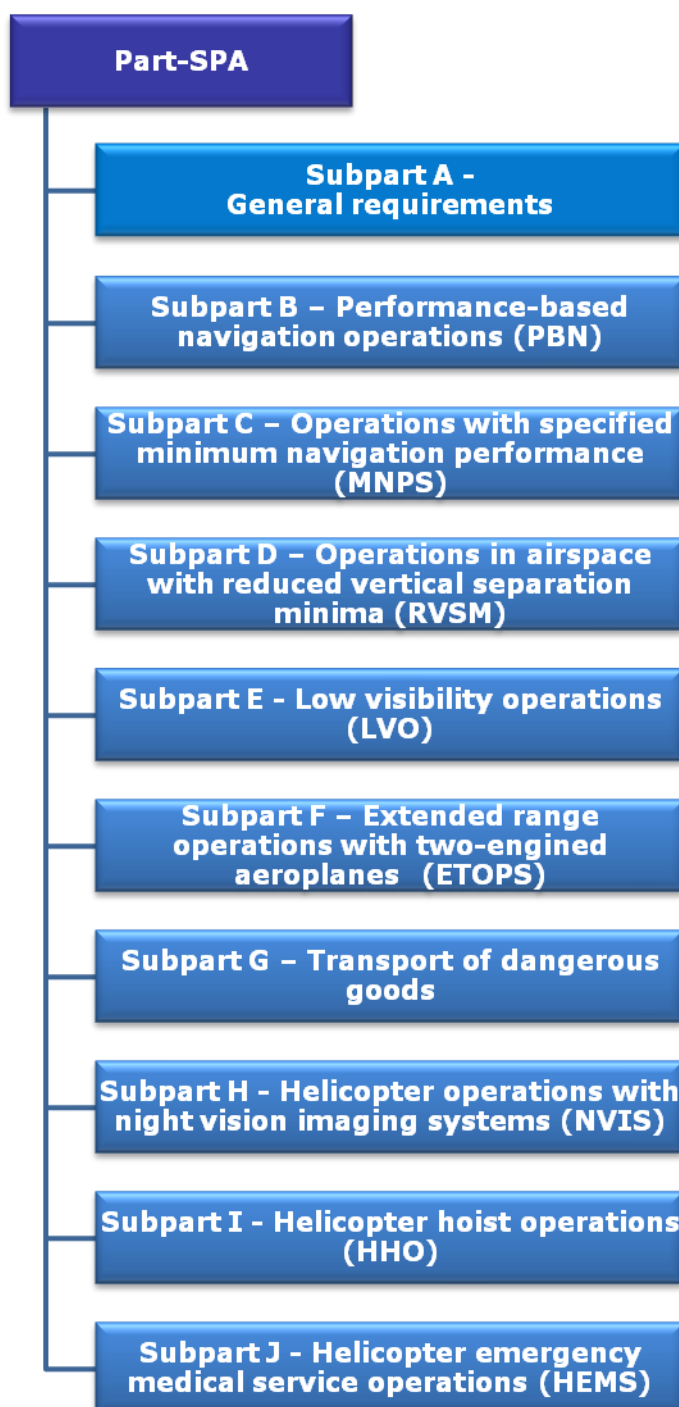 Part-SPA
Subpart A -
General requirements
Subpart B – Performance-based
navigation operations (PBN)
Subpart C – Operations with specified
minimum navigation performance
(MNPS)
Subpart D – Operations in airspace
with reduced vertical separation
minima (RVSM)
Subpart E - Low visibility operations
(LVO)
Subpart F – Extended range
operations with two-engined
aeroplanes (ETOPS)
Subpart G – Transport of dangerous
goods
Subpart H - Helicopter operations with
night vision imaging systems (NVIS)
Subpart I - Helicopter hoist operations
(HHO)
Subpart J - Helicopter emergency
medical service operations (HEMS)